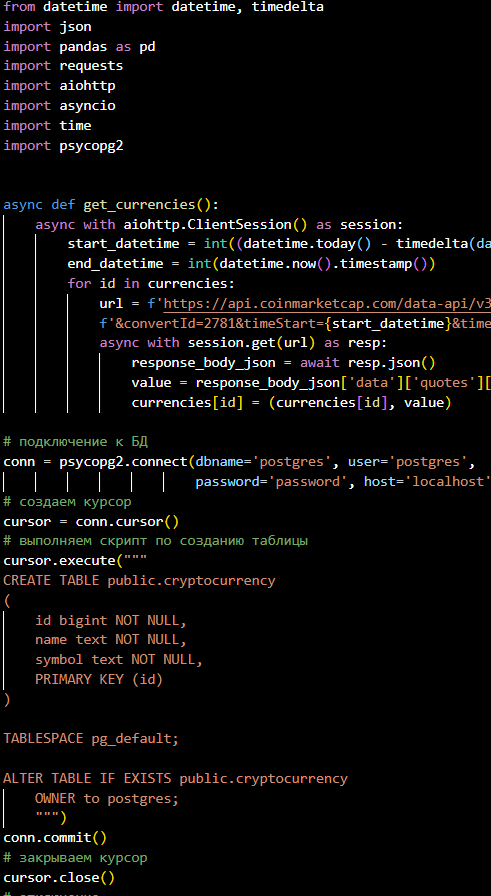 from datetime import datetime, timedelta
import json
import pandas as pd
import requests
import aiohttp
import asyncio
import time
import psycopg2
async def get_currencies():
async with aiohttp.ClientSession() as session:
start_datetime = int((datetime.today() - timedelta(da
end_datetime = int(datetime.now().timestamp())
for id in currencies:
url = f'https://api.coinmarketcap.com/data-api/v3
f'&convertId=2781&timeStart={start_datetime}&time
async with session.get(url) as resp:
response_body_json = await resp.json()
value = response_body_json['data']['quotes'][
currencies[id] = (currencies[id], value)
# подключение к БД
conn = psycopg2.connect(dbname='postgres', user='postgres',
password='password', host='localhost'
# создаем курсор
cursor = conn.cursor()
# выполняем скрипт по созданию таблицы
cursor.execute("""
CREATE TABLE public.cryptocurrency
(
id bigint NOT NULL,
name text NOT NULL,
symbol text NOT NULL,
PRIMARY KEY (id)
)
TABLESPACE pg_default;
ALTER TABLE IF EXISTS public.cryptocurrency
OWNER to postgres;
""")
conn.commit()
# закрываем курсор
cursor.close()